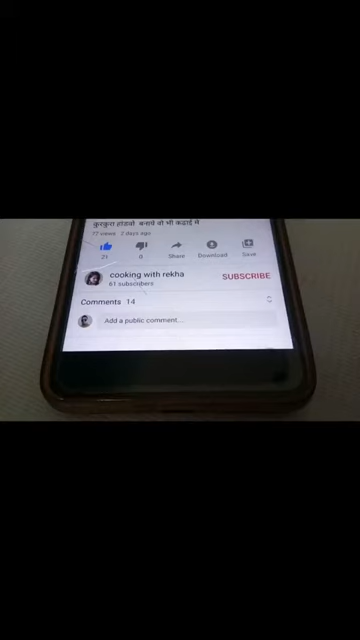 कुरकुरा हांडवो बनाये वो भी कढाई मे
77 views 2 days ago
21 0 Share Download Save
cooking with rekha SUBSCRIBE
61 subscribers
Comments 14
Add a public comment...